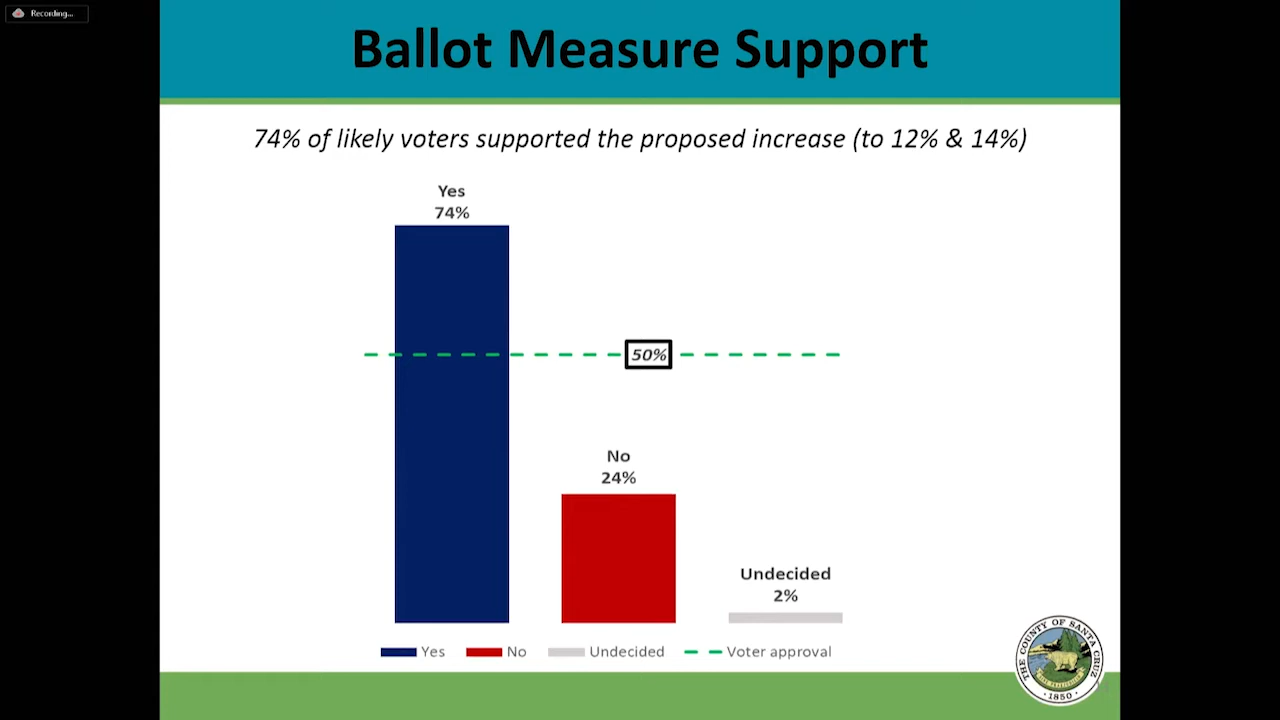 Recording...
Ballot Measure Support
74% of likely voters supported the proposed increase (to 12% & 14%)
Yes
74%
50%
No
24%
Undecided
2%
Yes No Undecided Voter approval
THE COUNTY OF SANTA CRUZ
1850